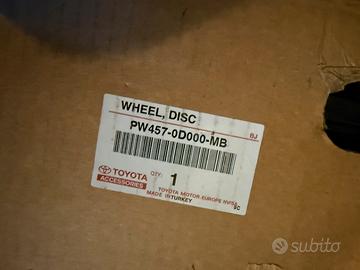 WHEEL, DISC
BJ
PW457-0D000-MB
TOYOTA
ACCESSORIES
QTY:
1
TOYOTA MOTOR EUROPE NV/SA
MADE IN TURKEY
subito